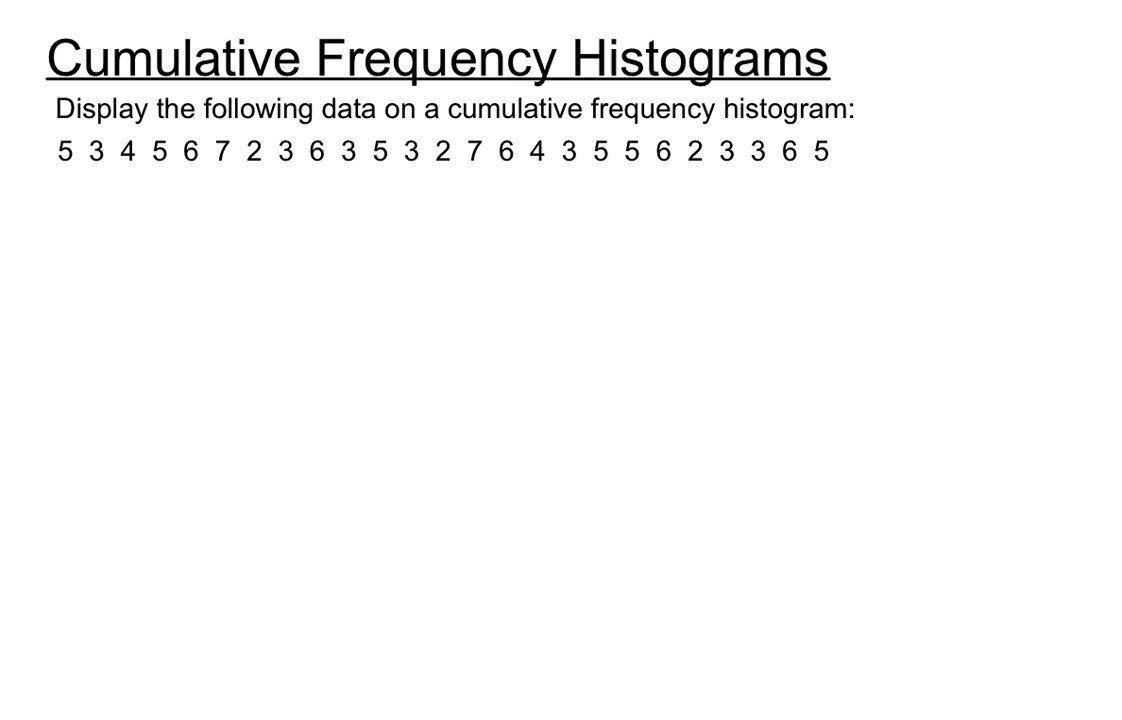 Cumulative Frequency Histograms
Display the following data on a cumulative frequency histogram:
5 3 4 5 6 7 2 3 6 3 5 3 2 7 6 4 3 5 5 6 2 3 3 6 5